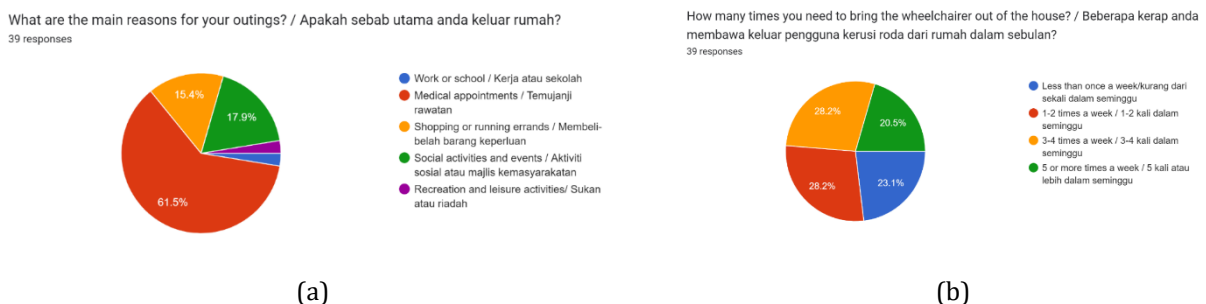 What are the main reasons for your outings? / Apakah sebab utama anda keluar rumah?
39 responses
15.4%
17.9%
61.5%
Work or school / Kerja atau sekolah
Medical appointments / Temujanji
rawatan
Shopping or running errands / Membeli-
belah barang keperluan
Social activities and events / Aktiviti
sosial atau majlis kemasyarakatan
Recreation and leisure activities/ Sukan
atau riadah
(a)
How many times you need to bring the wheelchairer out of the house? / Beberapa kerap anda
membawa keluar pengguna kerusi roda dari rumah dalam sebulan?
39 responses
28.2%
20.5%
28.2%
23.1%
Less than once a week/kurang dari
sekali dalam seminggu
1-2 times a week / 1-2 kali dalam
seminggu
3-4 times a week / 3-4 kali dalam
seminggu
5 or more times a week / 5 kali atau
lebih dalam seminggu
(b)